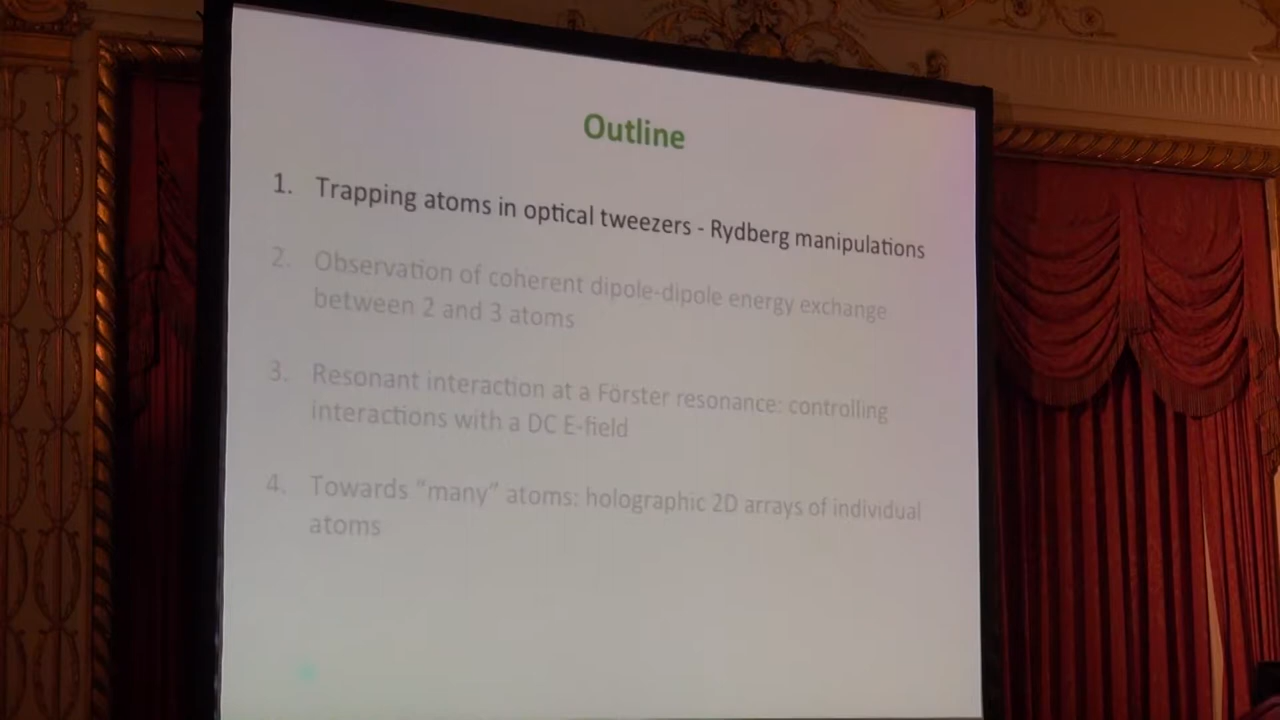 Outline
1. Trapping atoms in optical tweezers - Rydberg manipulations
2. Observation of coherent dipole-dipole energy exchange
between 2 and 3 atoms
3. Resonant interaction at a Förster resonance: controlling
interactions with a DC E-field
4. Towards "many" atoms: holographic 2D arrays of individual
atoms